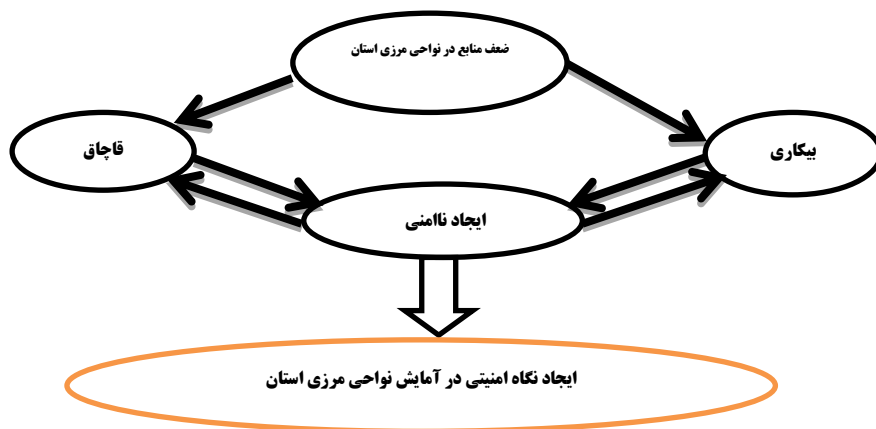 ضعف منابع در نواحی مرزی استان
قاچاق
بیکاری
ایجاد ناامنی
ایجاد نگاه امنیتی در آمایش نواحی مرزی استان